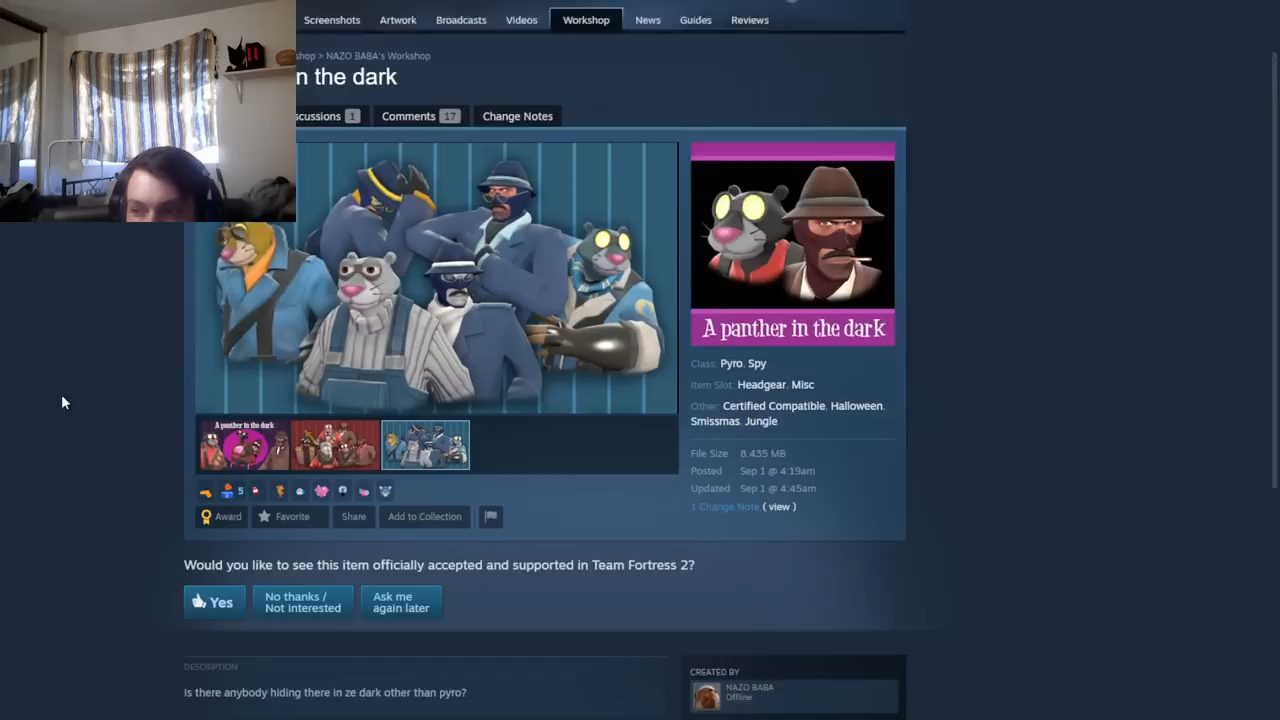 Screenshots Artwork Broadcasts Videos Workshop News Guides Reviews
shop > NAZO BABA's Workshop
n the dark
scussions 1 Comments 17 Change Notes
A panther in the dark
Class: Pyro, Spy
Item Slot: Headgear, Misc
Other: Certified Compatible, Halloween,
Smissmas, Jungle
A panther in the dark
File Size 8.435 MB
Posted Sep 1 @ 4:19am
Updated Sep 1 @ 4:45am
1 Change Note ( view )
5
Award Favorite Share Add to Collection
Would you like to see this item officially accepted and supported in Team Fortress 2?
Yes
No thanks /
Not interested
Ask me
again later
DESCRIPTION
Is there anybody hiding there in ze dark other than pyro?
CREATED BY
NAZO BABA
Offline